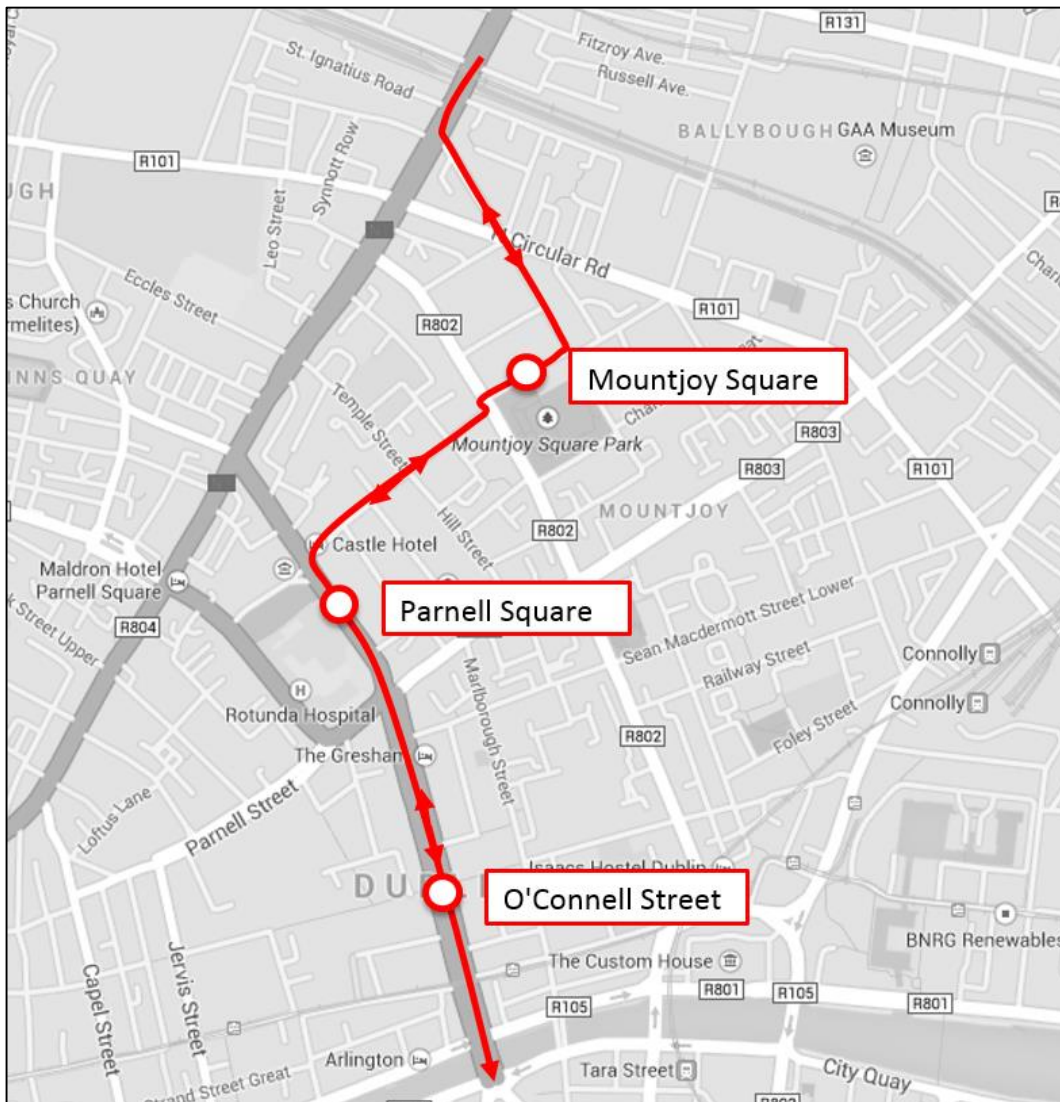 R131
Fitzroy Ave.
St. Ignatius Road
Russell Ave.
BALLYBOUGH
GAA Museum
R101
Synnott Row
UGH
Leo Street
N Circular Rd
Eccles Street
s Church
rmelites)
R802
R101
INNS QUAY
Mountjoy Square
Temple Street
Mountjoy Square Park
R803
R803
R101
MOUNTJOY
Hill Street
R802
Castle Hotel
Maldron Hotel
Parnell Square
Parnell Square
R804
k Street Upper
Sean Macdermott Street Lower
Railway Street
Connolly
Connolly
Marlborough Street
Rotunda Hospital
Foley Street
R802
The Gresham
Loftus Lane
Parnell Street
Isaacs Hostel Dublin
O'Connell Street
BNRG Renewables
Jervis Street
Capel Street
The Custom House
R801
R105
R801
R105
Arlington
Tara Street
City Quay
Strand Street Great
R802